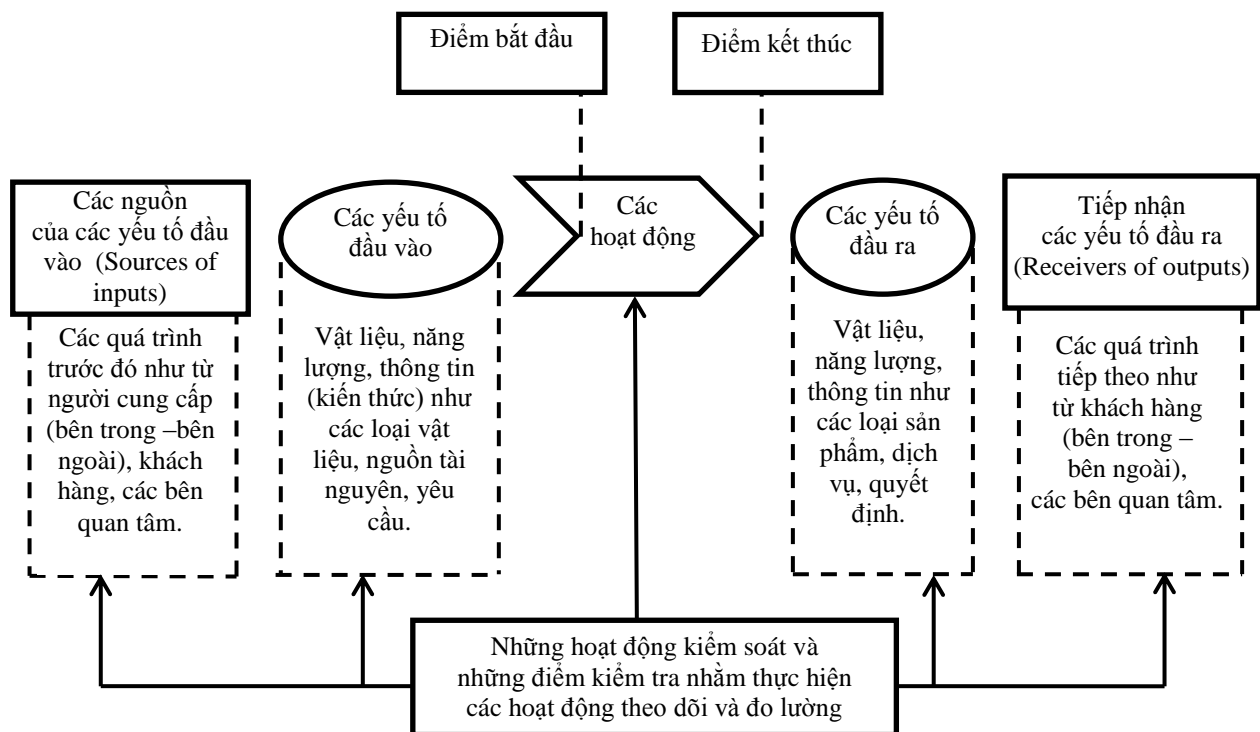 Điểm bắt đầu
Điểm kết thúc
Các nguồn
của các yếu tố đầu
vào (Sources of
inputs)
Các yếu tố
đầu vào
Các
hoạt động
Các yếu tố
đầu ra
Tiếp nhận
các yếu tố đầu ra
(Receivers of outputs)
Các quá trình
trước đó như từ
người cung cấp
(bên trong –bên
ngoài), khách
hàng, các bên
quan tâm.
Vật liệu, năng
lượng, thông tin
(kiến thức) như
các loại vật
liệu, nguồn tài
nguyên, yêu
cầu.
Vật liệu,
năng lượng,
thông tin như
các loại sản
phẩm, dịch
vụ, quyết
định.
Các quá trình
tiếp theo như
từ khách hàng
(bên trong –
bên ngoài),
các bên quan tâm.
Những hoạt động kiểm soát và
những điểm kiểm tra nhằm thực hiện
các hoạt động theo dõi và đo lường